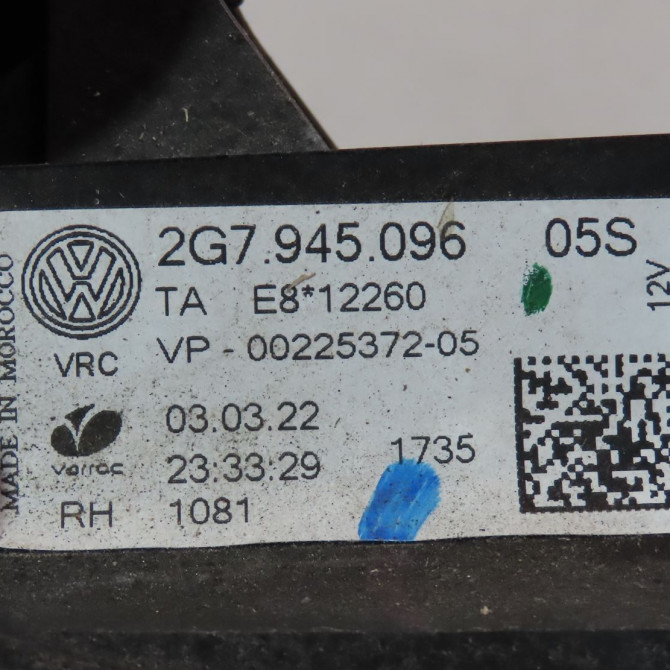 2G7.945.096 05S
TA E8*12260
12V
VRC
VP - 00225372-05
MADE IN MOROCCO
03.03.22
varroc
23:33:29 1735
RH 1081